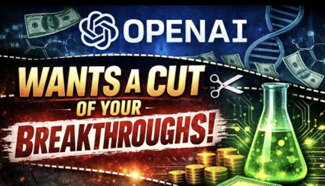 OPENAI
WANTS A CUT
OF YOUR
BREAKTHROUGHS!